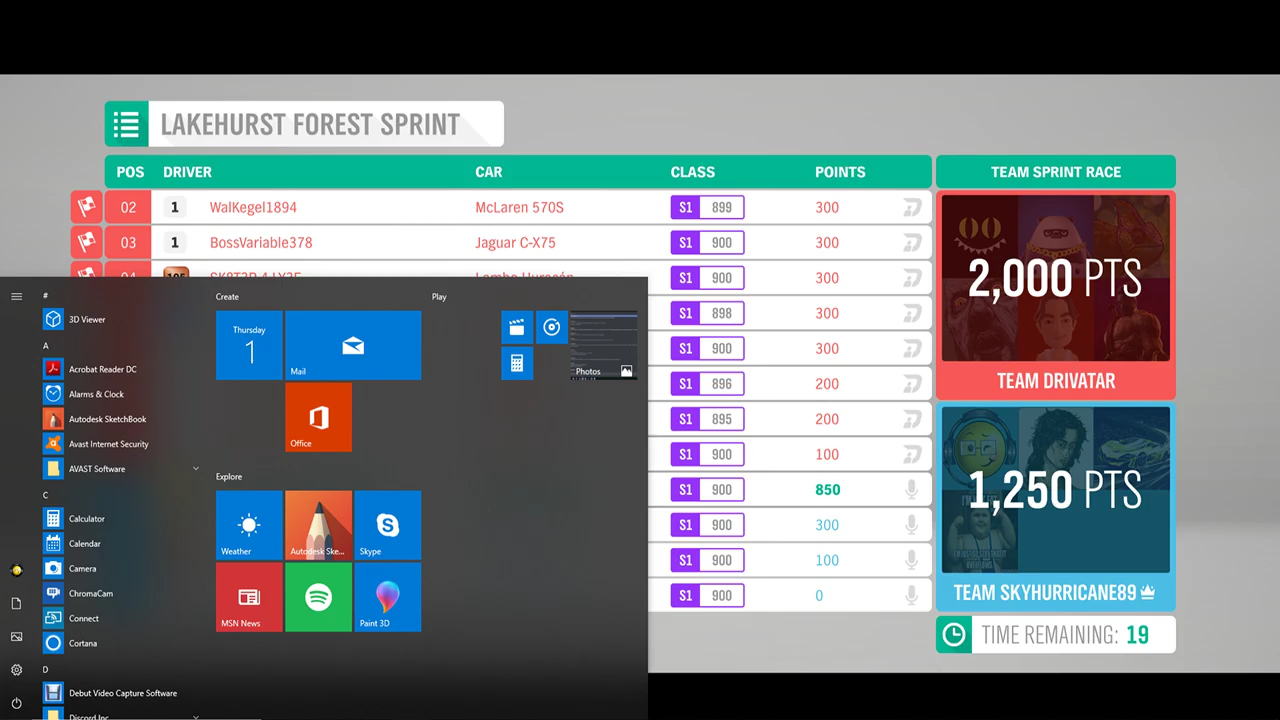 LAKEHURST FOREST SPRINT
POS DRIVER CAR CLASS POINTS
02 1 WalKegel1894 McLaren 570S S1 899 300
03 1 BossVariable378 Jaguar C-X75 S1 900 300
S1 900 300
S1 898 300
S1 900 300
S1 896 200
S1 895 200
S1 900 100
S1 900 850
S1 900 300
S1 900 100
S1 900 0
TEAM SPRINT RACE
2,000 PTS
TEAM DRIVATAR
1,250 PTS
TEAM SKYHURRICANE89
TIME REMAINING: 19
#
3D Viewer
A
Acrobat Reader DC
Alarms & Clock
Autodesk SketchBook
Avast Internet Security
AVAST Software
C
Calculator
Calendar
Camera
ChromaCam
Connect
Cortana
D
Debut Video Capture Software
Discord Inc
Create
Thursday
1
Mail
Office
Explore
Weather
Autodesk Ske...
Skype
MSN News
Paint 3D
Play
Photos